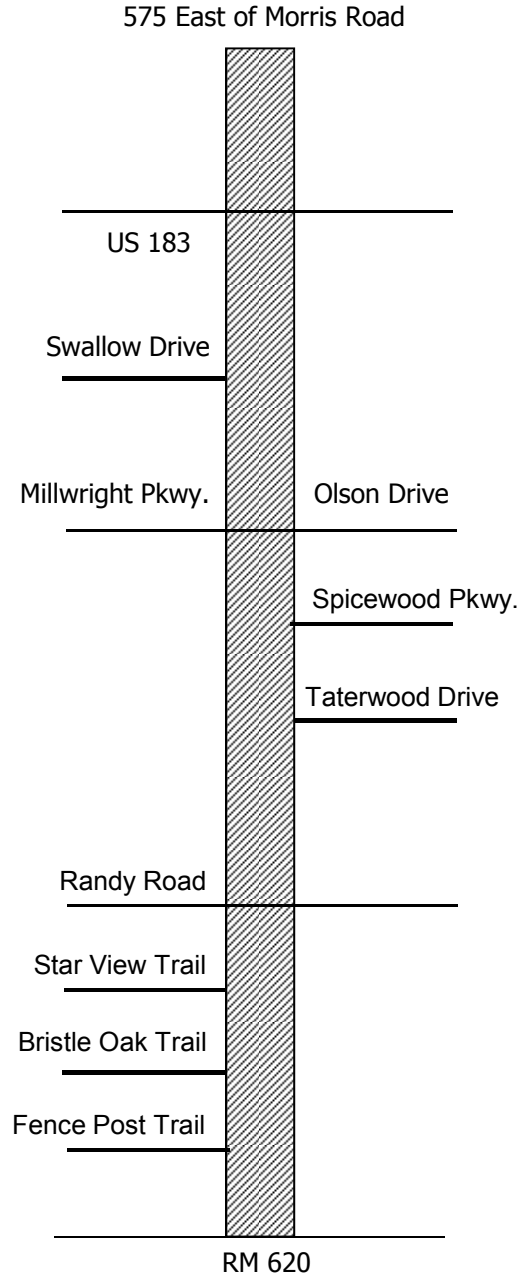 575 East of Morris Road
US 183
Swallow Drive
Millwright Pkwy.
Olson Drive
Spicewood Pkwy.
Taterwood Drive
Randy Road
Star View Trail
Bristle Oak Trail
Fence Post Trail
RM 620